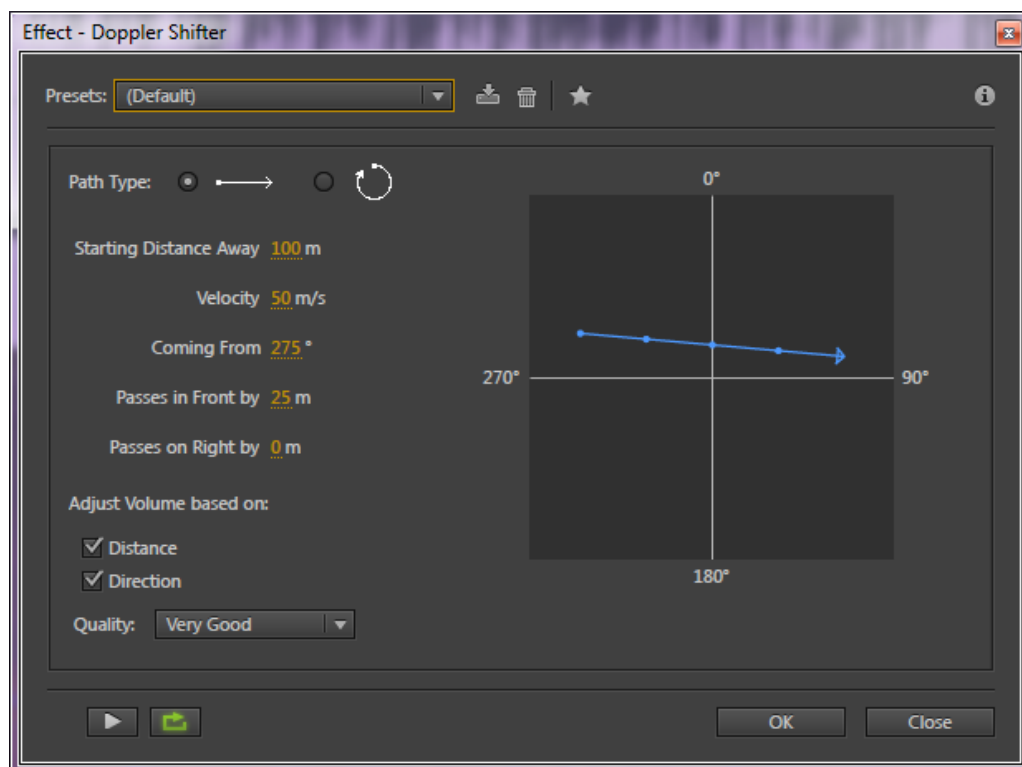 Effect - Doppler Shifter
Presets: (Default)
Path Type:
0°
Starting Distance Away 100 m
Velocity 50 m/s
Coming From 275 °
270°
90°
Passes in Front by 25 m
Passes on Right by 0 m
Adjust Volume based on:
Distance
Direction
180°
Quality: Very Good
OK
Close